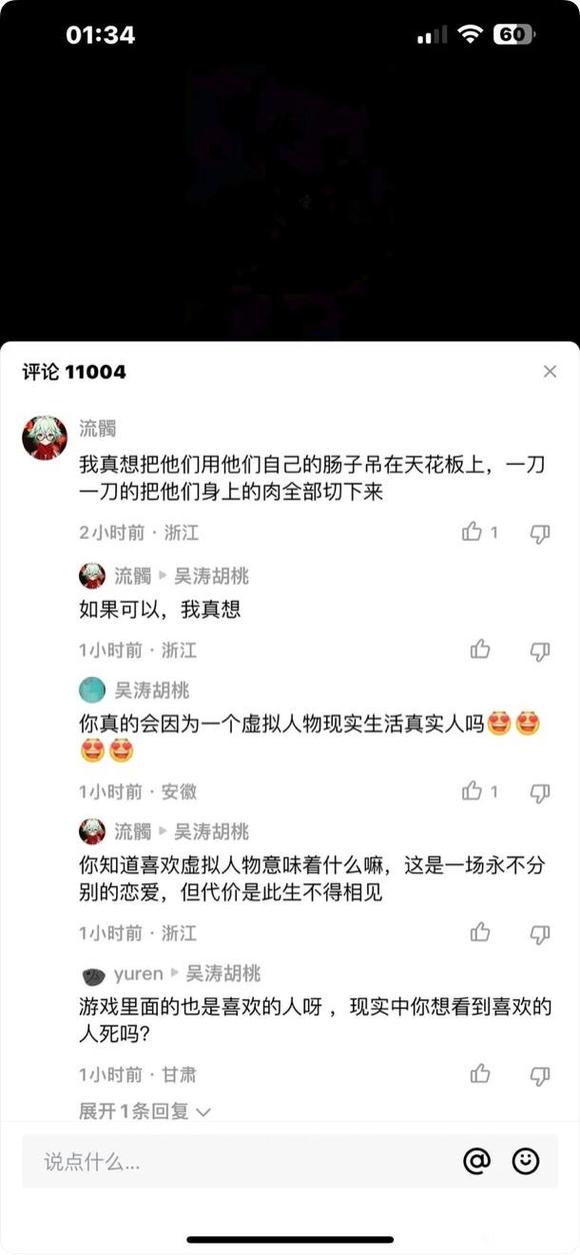 01:34
60
评论 11004
流髑
我真想把他们用他们自己的肠子吊在天花板上，一刀
一刀的把他们身上的肉全部切下来
2小时前 · 浙江
1
流髑 吴涛胡桃
如果可以，我真想
1小时前 · 浙江
吴涛胡桃
你真的会因为一个虚拟人物现实生活真实人吗😍😍
😍😍
1小时前 · 安徽
1
流髑 吴涛胡桃
你知道喜欢虚拟人物意味着什么嘛，这是一场永不分
别的恋爱，但代价是此生不得相见
1小时前 · 浙江
yuren 吴涛胡桃
游戏里面的也是喜欢的人呀 ，现实中你想看到喜欢的
人死吗?
1小时前 · 甘肃
展开1条回复
说点什么...
@